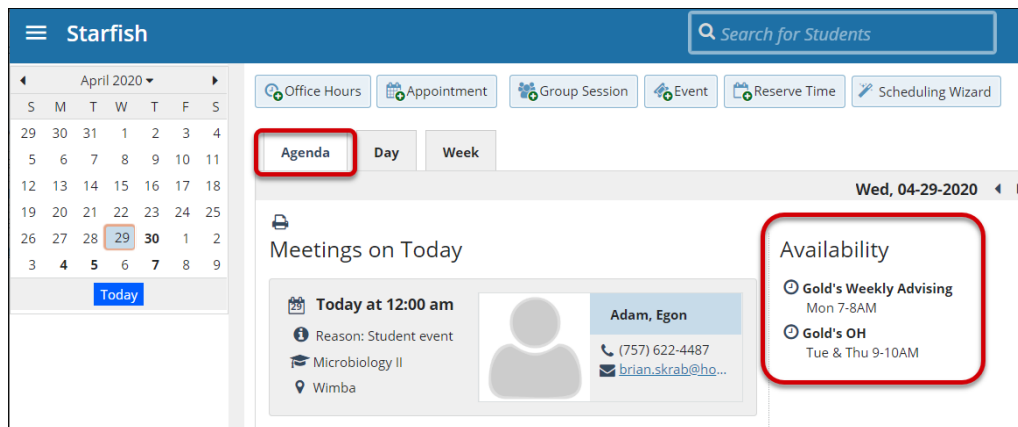 Starfish
Search for Students
April 2020
S M T W T F S
29 30 31 1 2 3 4
5 6 7 8 9 10 11
12 13 14 15 16 17 18
19 20 21 22 23 24 25
26 27 28 29 30 1 2
3 4 5 6 7 8 9
Today
Office Hours Appointment Group Session Event Reserve Time Scheduling Wizard
Agenda Day Week
Wed, 04-29-2020
Meetings on Today
29 Today at 12:00 am
Reason: Student event
Microbiology II
Wimba
Adam, Egon
(757) 622-4487
brian.skrab@ho...
Availability
Gold's Weekly Advising
Mon 7-8AM
Gold's OH
Tue & Thu 9-10AM